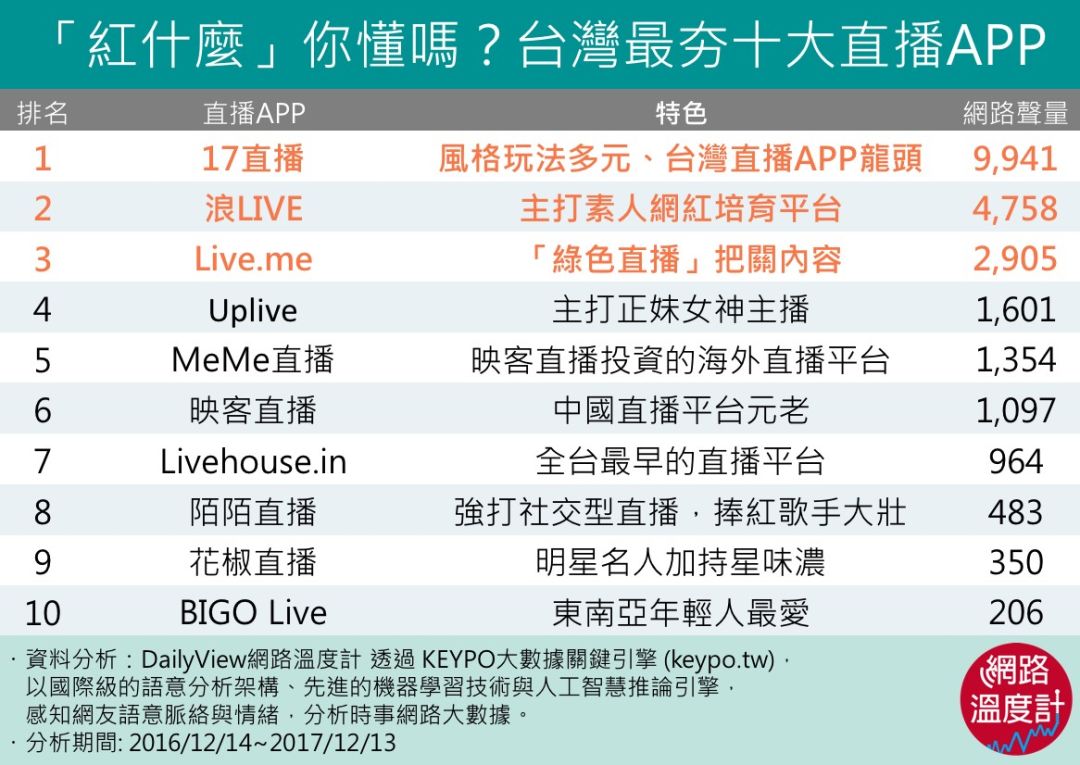 「紅什麼」你懂嗎？台灣最夯十大直播APP
排名 直播APP 特色 網路聲量
1 17直播 風格玩法多元、台灣直播APP龍頭 9,941
2 浪LIVE 主打素人網紅培育平台 4,758
3 Live.me 「綠色直播」把關內容 2,905
4 Uplive 主打正妹女神主播 1,601
5 MeMe直播 映客直播投資的海外直播平台 1,354
6 映客直播 中國直播平台元老 1,097
7 Livehouse.in 全台最早的直播平台 964
8 陌陌直播 強打社交型直播，捧紅歌手大壯 483
9 花椒直播 明星名人加持星味濃 350
10 BIGO Live 東南亞年輕人最愛 206
．資料分析：DailyView網路溫度計 透過 KEYPO大數據關鍵引擎 (keypo.tw)，
以國際級的語意分析架構、先進的機器學習技術與人工智慧推論引擎，
感知網友語意脈絡與情緒，分析時事網路大數據。
．分析期間: 2016/12/14~2017/12/13
網路
溫度計